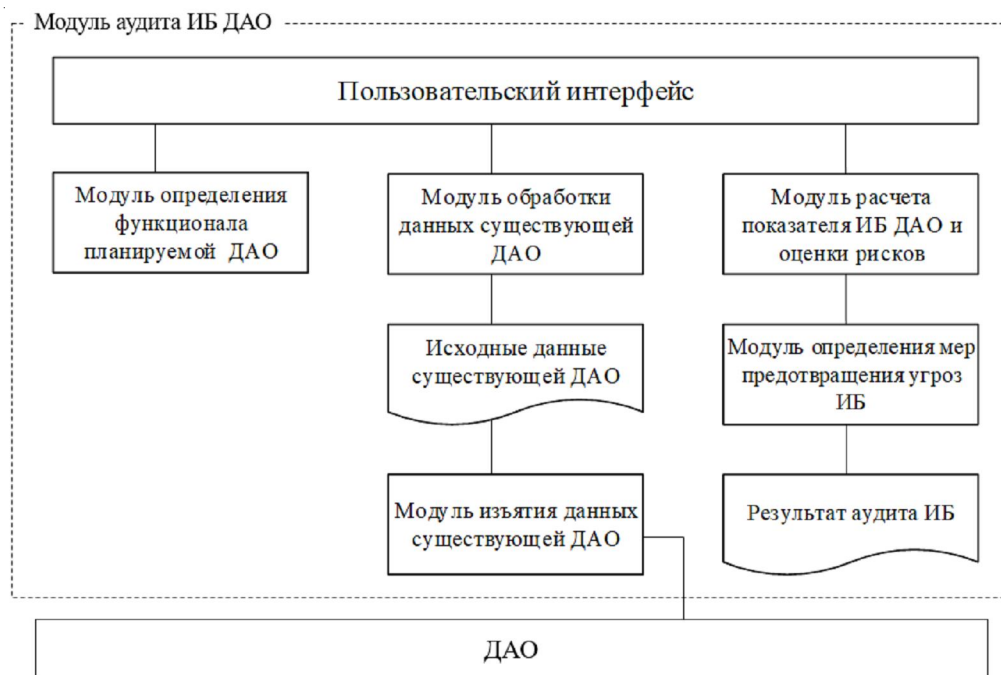 Модуль аудита ИБ ДАО
Пользовательский интерфейс
Модуль определения
функционала
планируемой ДАО
Модуль обработки
данных существующей
ДАО
Модуль расчета
показателя ИБ ДАО и
оценки рисков
Исходные данные
существующей ДАО
Модуль определения мер
предотвращения угроз
ИБ
Модуль изъятия данных
существующей ДАО
Результат аудита ИБ
ДАО